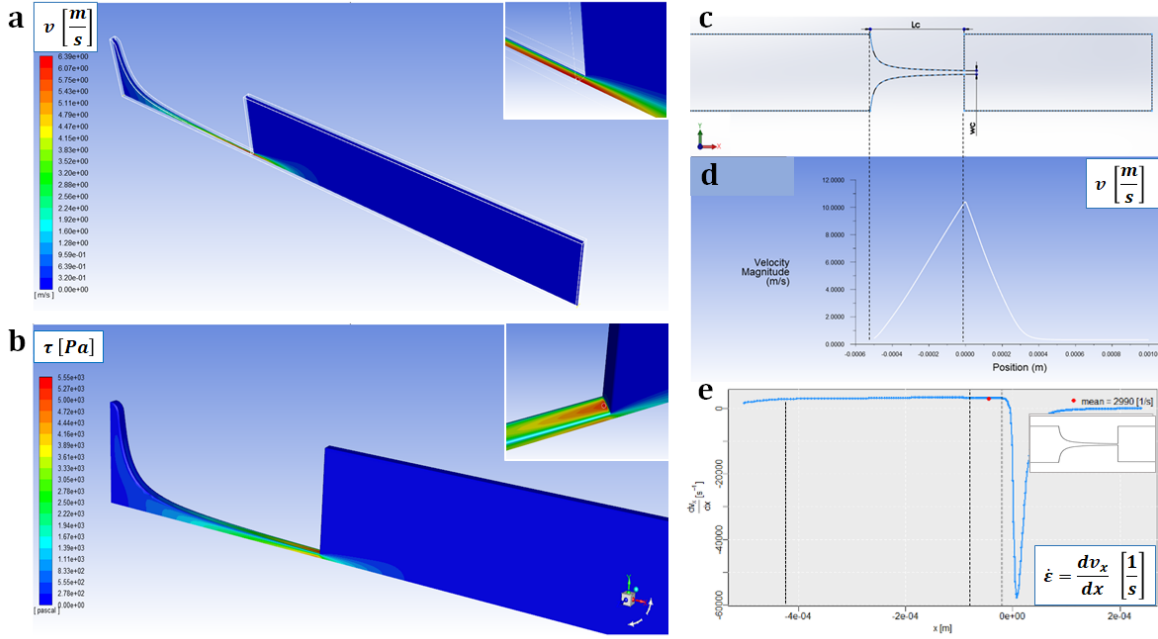 a
v [m/s]
6.39e+00
6.07e+00
5.75e+00
5.43e+00
5.11e+00
4.79e+00
4.47e+00
4.15e+00
3.83e+00
3.52e+00
3.20e+00
2.88e+00
2.56e+00
2.24e+00
1.92e+00
1.60e+00
1.28e+00
9.59e-01
6.39e-01
3.20e-01
0.00e+00
[ m/s ]
b
τ [Pa]
5.55e+03
5.27e+03
5.00e+03
4.72e+03
4.44e+03
4.16e+03
3.89e+03
3.61e+03
3.33e+03
3.05e+03
2.78e+03
2.50e+03
2.22e+03
1.94e+03
1.67e+03
1.39e+03
1.11e+03
8.33e+02
5.55e+02
2.78e+02
0.00e+00
[ pascal ]
c
Lc
wc
Y
X
d
v [m/s]
12.0000
10.0000
8.0000
6.0000
4.0000
2.0000
0.0000
Velocity
Magnitude
(m/s)
-0.0006
-0.0004
-0.0002
0.0000
0.0002
0.0004
0.0006
0.0008
0.0010
Position (m)
e
mean = 2990 [1/s]
0
-20000
-40000
-60000
dvₓ/dx [s⁻¹]
-4e-04
-2e-04
0e+00
2e-04
x [m]
ε̇ = dvₓ/dx [1/s]